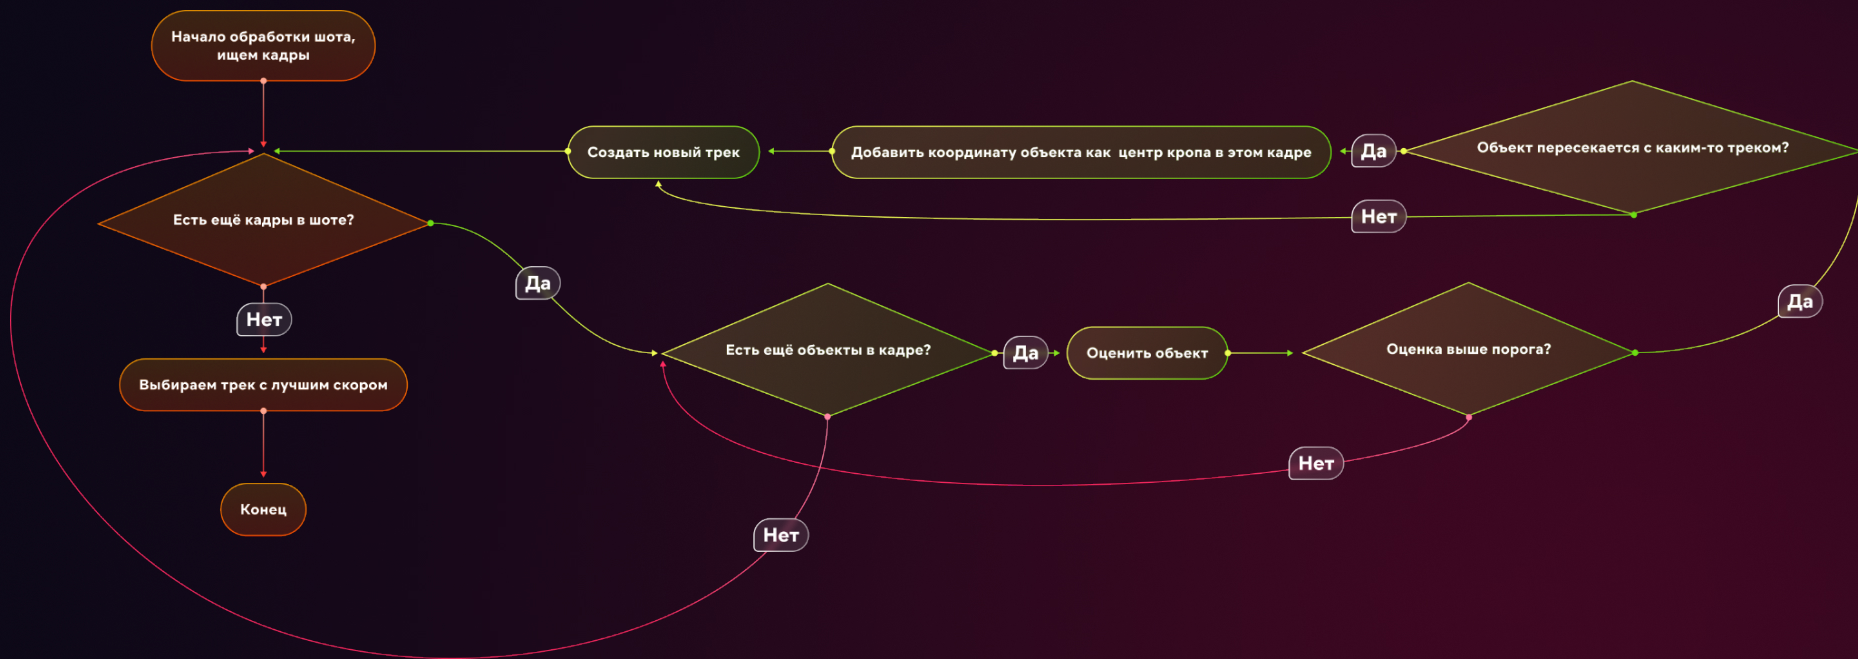 Начало обработки шота,
ищем кадры
Создать новый трек
Добавить координату объекта как центр кропа в этом кадре
Да
Объект пересекается с каким-то треком?
Есть ещё кадры в шоте?
Нет
Да
Да
Нет
Есть ещё объекты в кадре?
Да
Оценить объект
Оценка выше порога?
Выбираем трек с лучшим скором
Нет
Конец
Нет